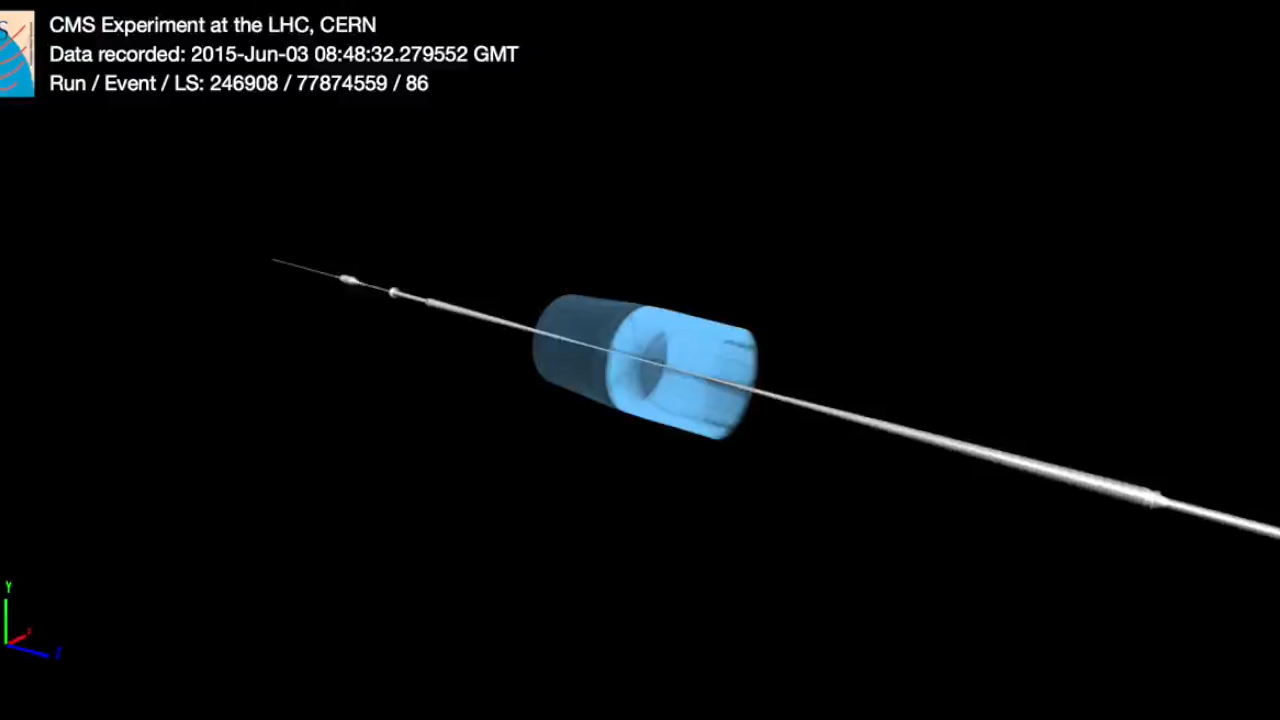 S
CMS Experiment at the LHC, CERN
Data recorded: 2015-Jun-03 08:48:32.279552 GMT
Run / Event / LS: 246908 / 77874559 / 86
Y
x
Z